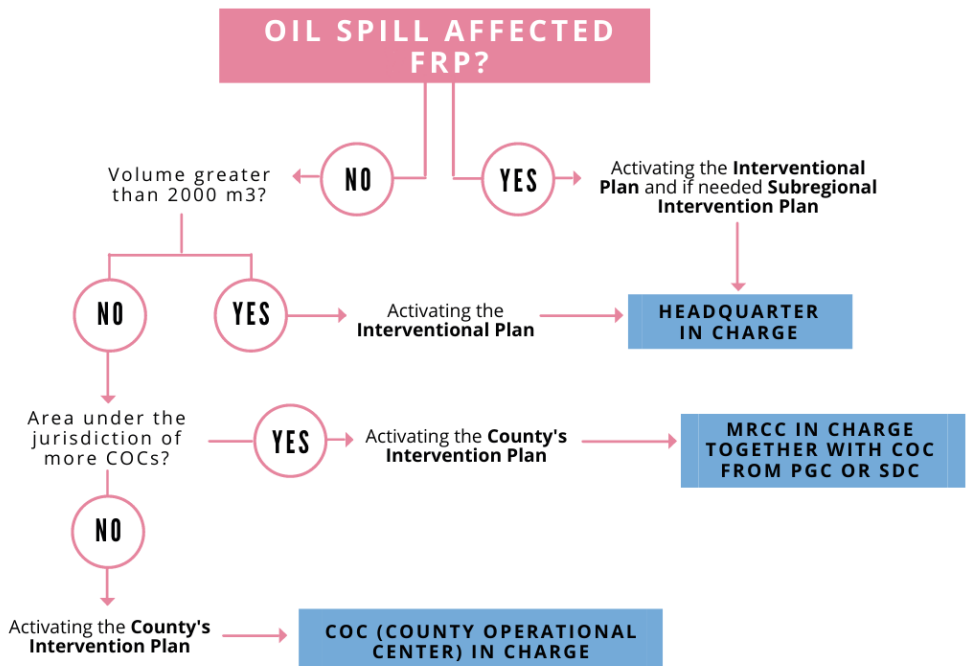 OIL SPILL AFFECTED
FRP?
NO
YES
Volume greater
than 2000 m3?
Activating the Interventional
Plan and if needed Subregional
Intervention Plan
NO
YES
Activating the
Interventional Plan
HEADQUARTER
IN CHARGE
Area under the
jurisdiction of
more COCs?
YES
Activating the County's
Intervention Plan
MRCC IN CHARGE
TOGETHER WITH COC
FROM PGC OR SDC
NO
Activating the County's
Intervention Plan
COC (COUNTY OPERATIONAL
CENTER) IN CHARGE